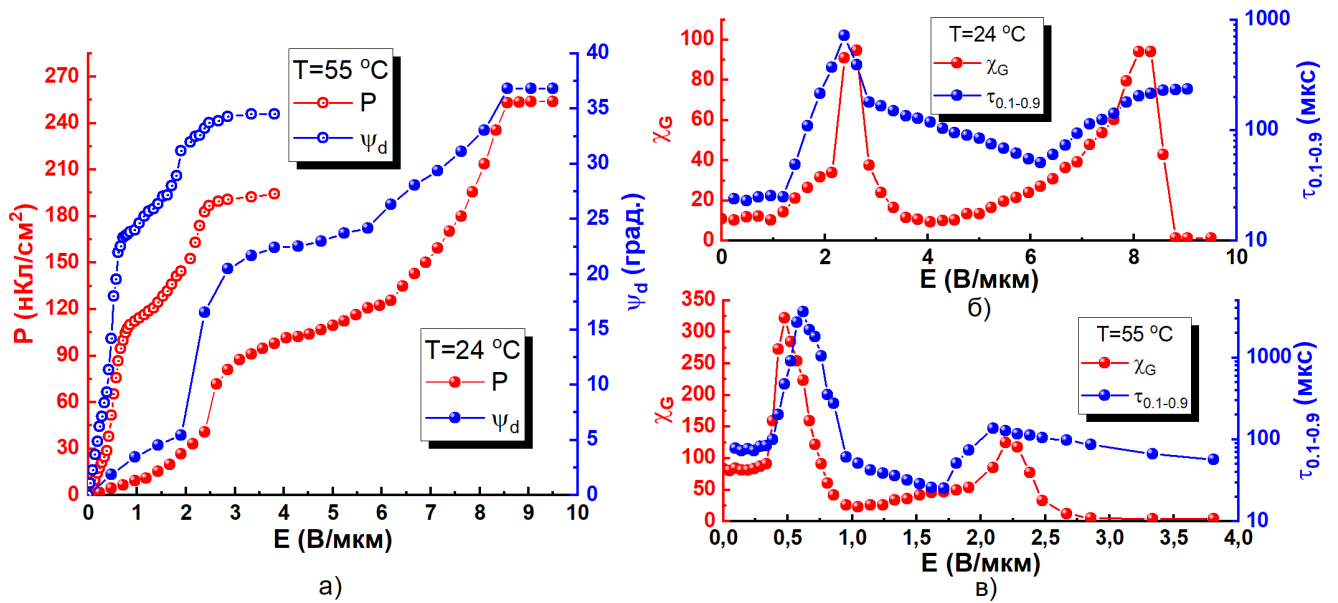 270
240
210
180
150
120
90
60
30
0
P (нКл/см²)
T=55 °C
P
ψd
T=24 °C
P
ψd
40
35
30
25
20
15
10
5
0
ψd (град.)
0 1 2 3 4 5 6 7 8 9 10
E (В/мкм)
а)
100
80
60
40
20
0
χG
T=24 °C
χG
τ0.1-0.9
1000
100
10
τ0.1-0.9 (мкс)
0 2 4 6 8 10
E (В/мкм)
б)
350
300
250
200
150
100
50
0
χG
T=55 °C
χG
τ0.1-0.9
1000
100
10
τ0.1-0.9 (мкс)
0,0 0,5 1,0 1,5 2,0 2,5 3,0 3,5 4,0
E (В/мкм)
в)